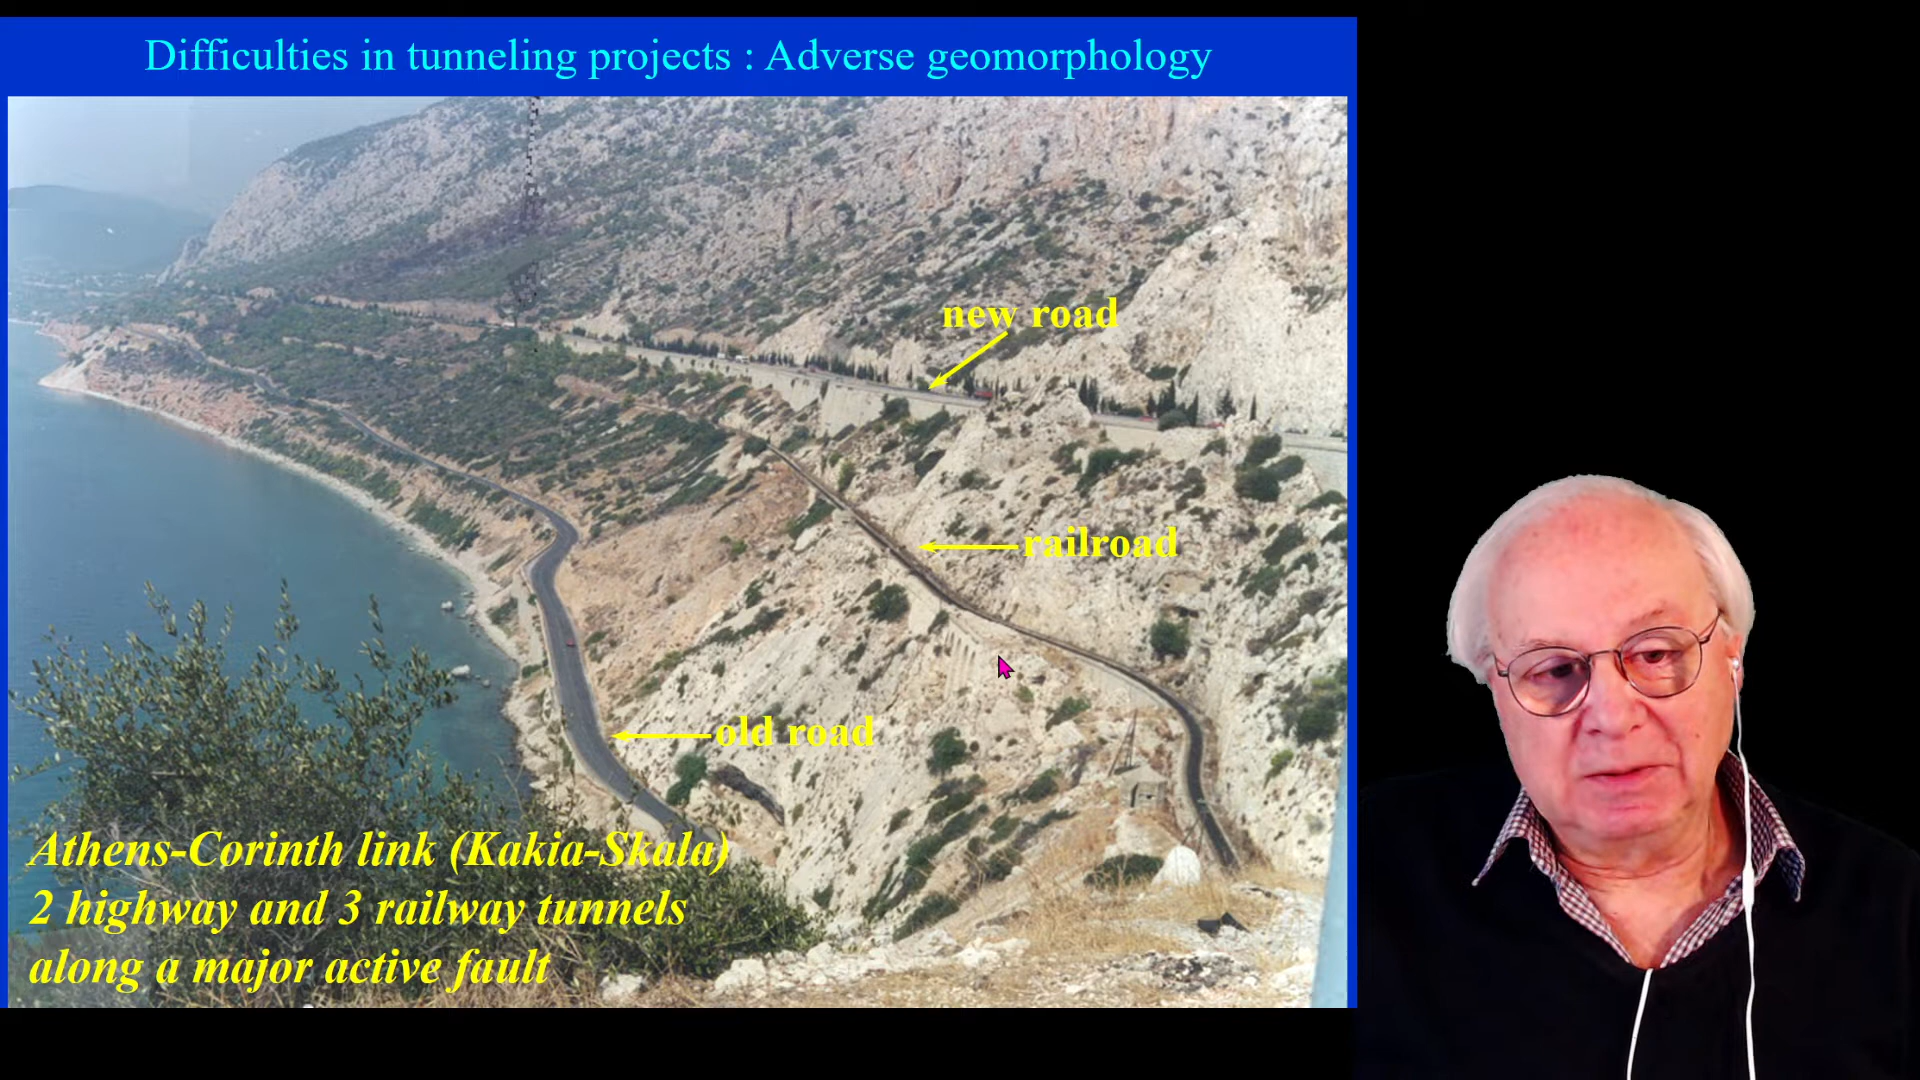 Difficulties in tunneling projects : Adverse geomorphology
new road
railroad
old road
Athens-Corinth link (Kakia-Skala)
2 highway and 3 railway tunnels
along a major active fault